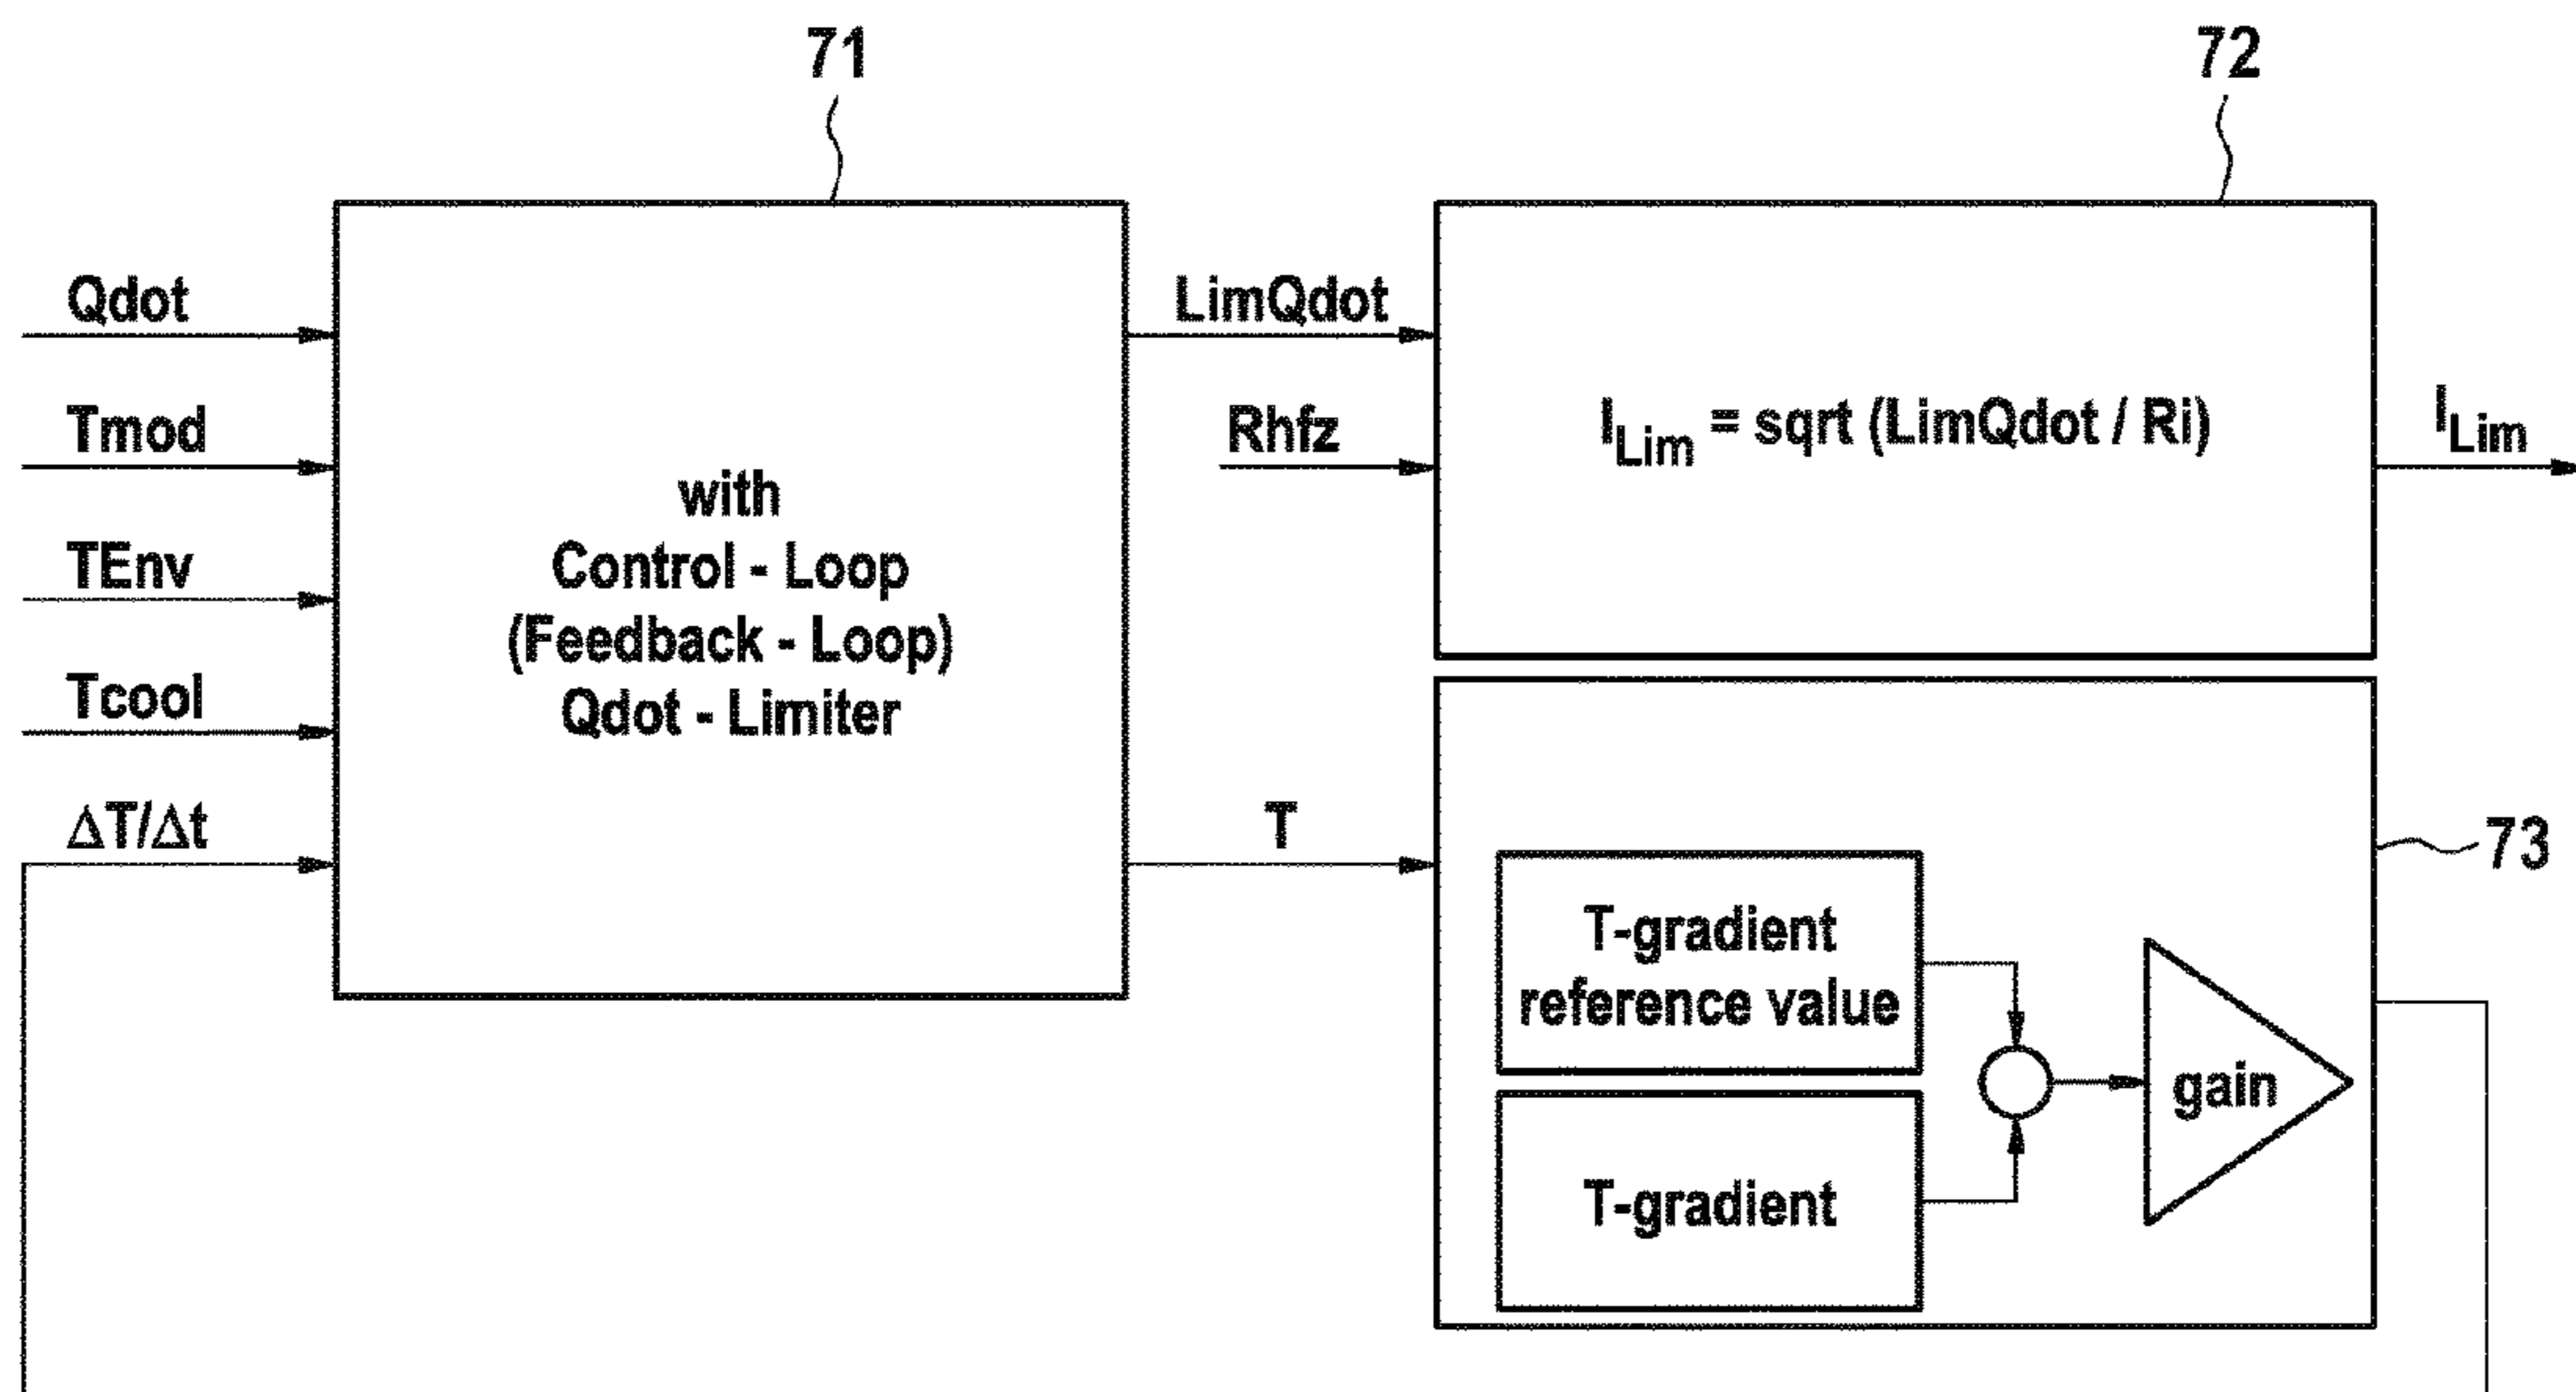 71
72
Qdot
Tmod
TEnv
Tcool
ΔT/Δt
with
Control - Loop
(Feedback - Loop)
Qdot - Limiter
LimQdot
Rhfz
I_Lim = sqrt (LimQdot / Ri)
I_Lim
T
73
T-gradient
reference value
T-gradient
gain